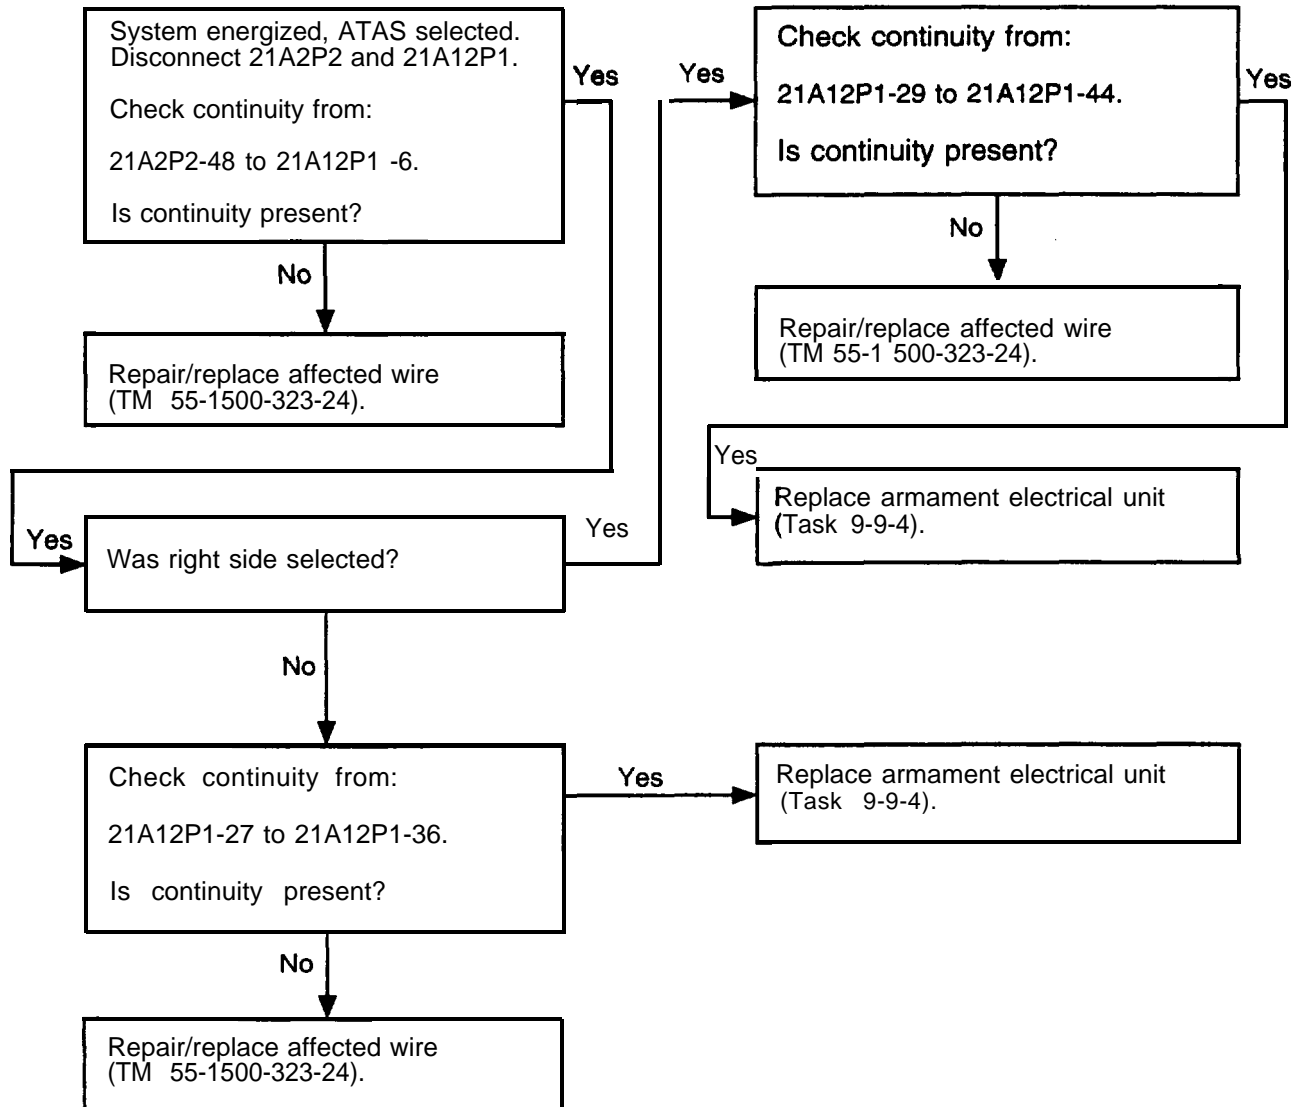 System energized, ATAS selected.
Disconnect 21A2P2 and 21A12P1.
Check continuity from:
21A2P2-48 to 21A12P1 -6.
Is continuity present?
Yes
No
Repair/replace affected wire
(TM 55-1500-323-24).
Yes
Was right side selected?
Yes
Yes
Check continuity from:
21A12P1-29 to 21A12P1-44.
Is continuity present?
Yes
No
Repair/replace affected wire
(TM 55-1 500-323-24).
Yes
Replace armament electrical unit
(Task 9-9-4).
No
Check continuity from:
21A12P1-27 to 21A12P1-36.
Is continuity present?
Yes
Replace armament electrical unit
(Task 9-9-4).
No
Repair/replace affected wire
(TM 55-1500-323-24).